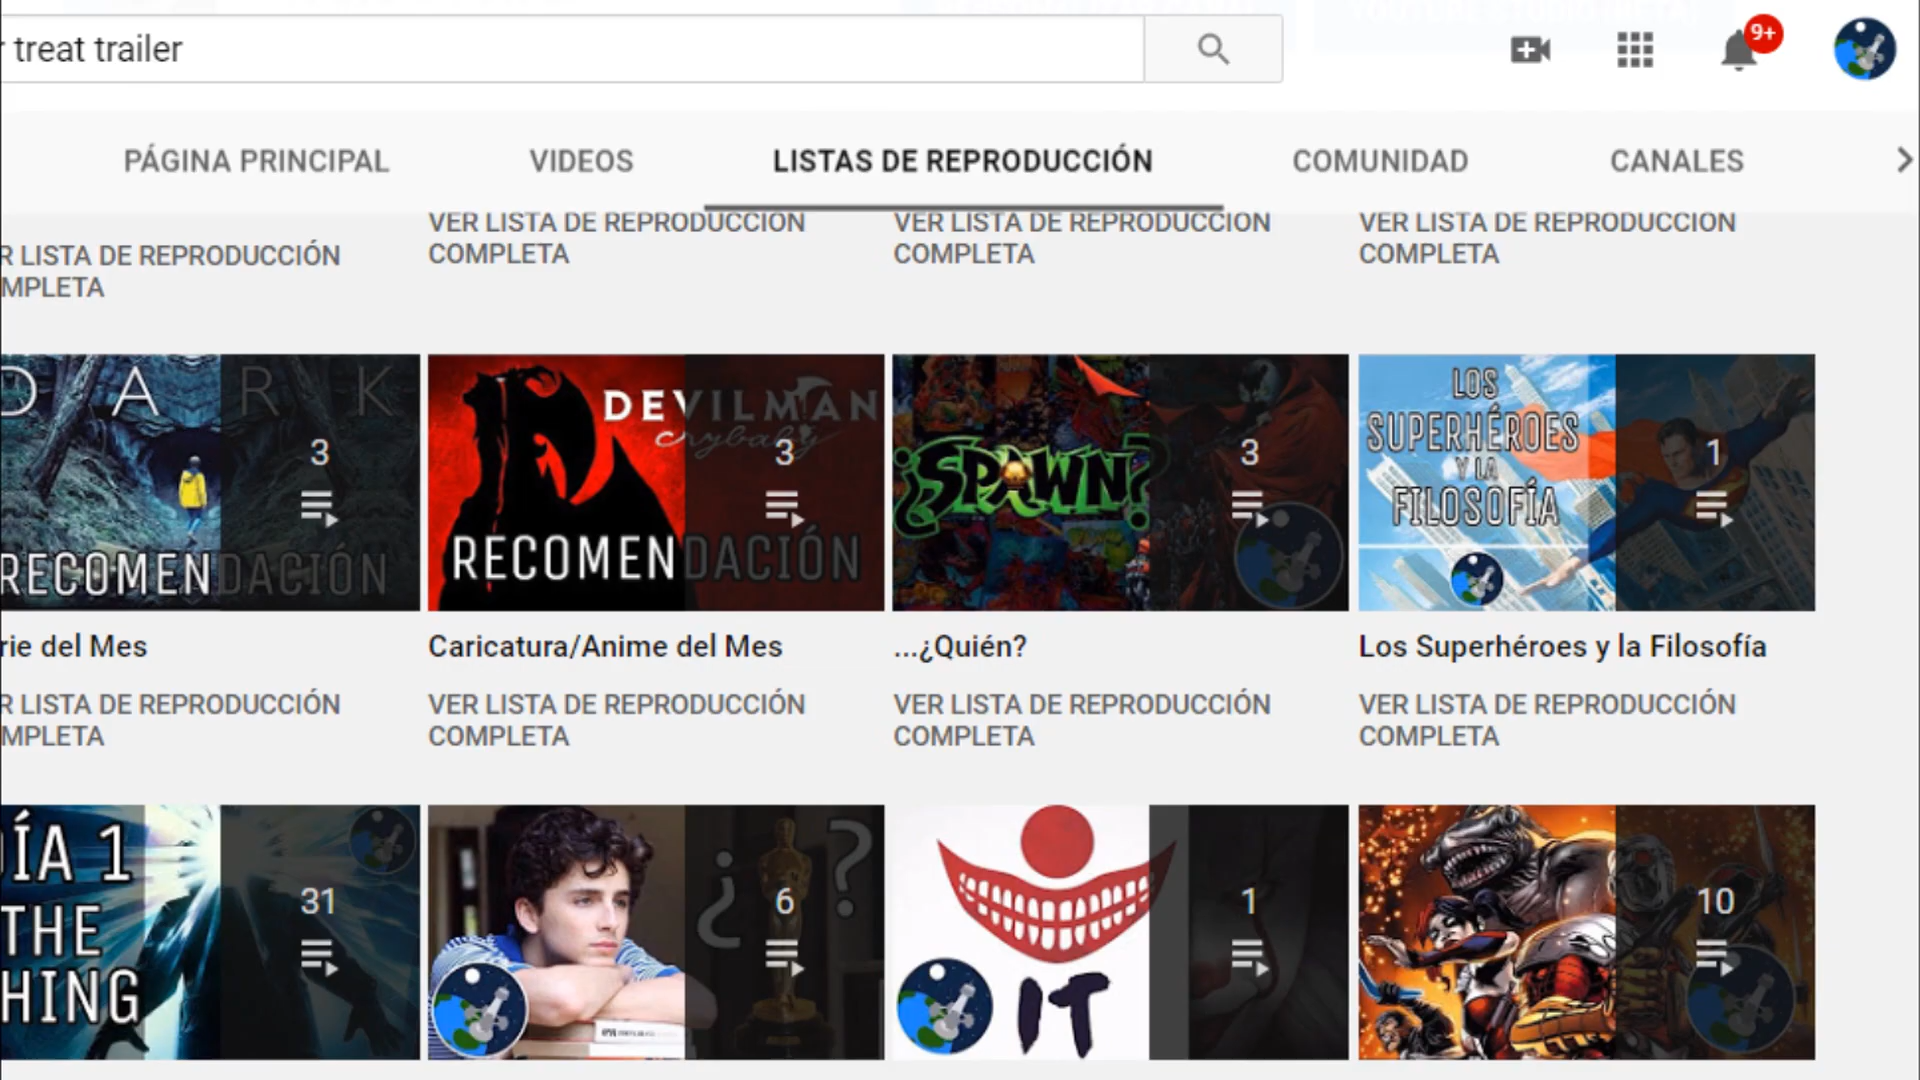 treat trailer
9+
PÁGINA PRINCIPAL
VIDEOS
LISTAS DE REPRODUCCIÓN
COMUNIDAD
CANALES
R LISTA DE REPRODUCCIÓN
MPLETA
VER LISTA DE REPRODUCCIÓN
COMPLETA
VER LISTA DE REPRODUCCIÓN
COMPLETA
VER LISTA DE REPRODUCCIÓN
COMPLETA
DARK
3
RECOMENDACIÓN
DEVILMAN
crybaby
3
RECOMENDACIÓN
¿SPAWN?
3
LOS
SUPERHÉROES
Y LA
FILOSOFÍA
1
rie del Mes
Caricatura/Anime del Mes
...¿Quién?
Los Superhéroes y la Filosofía
R LISTA DE REPRODUCCIÓN
MPLETA
VER LISTA DE REPRODUCCIÓN
COMPLETA
VER LISTA DE REPRODUCCIÓN
COMPLETA
VER LISTA DE REPRODUCCIÓN
COMPLETA
ÍA 1
THE
HING
31
¿?
6
IT
1
10